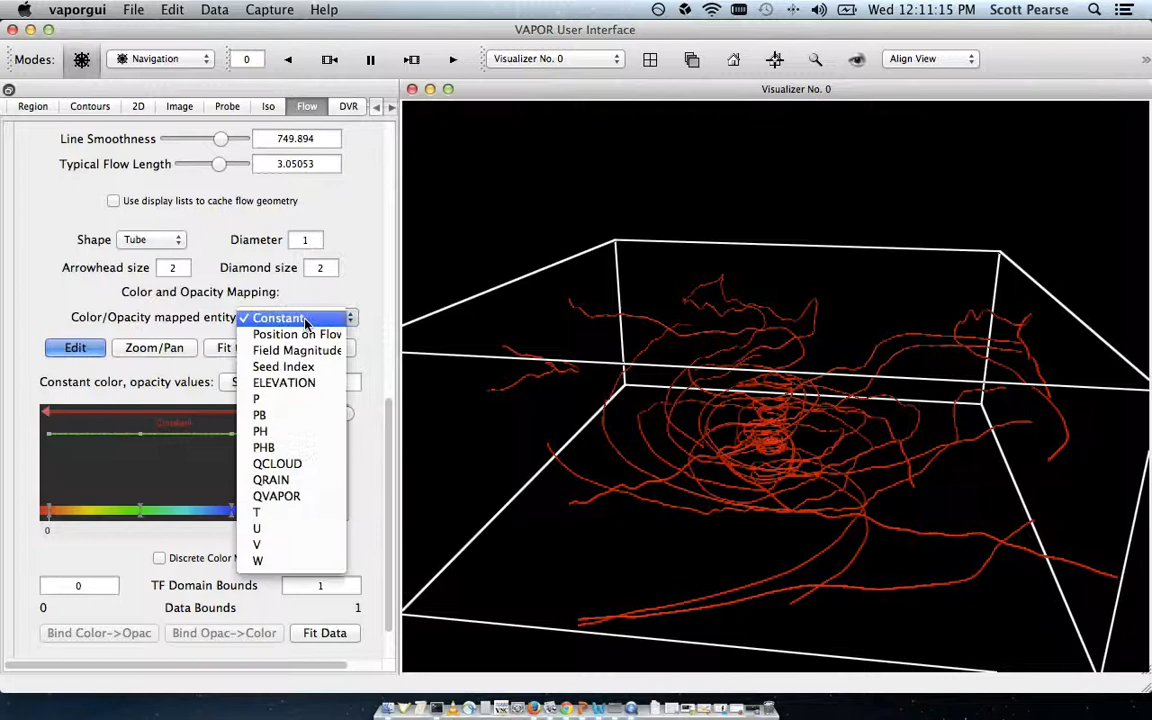 vaporgui File Edit Data Capture Help Wed 12:11:15 PM Scott Pearse
VAPOR User Interface
Modes: Navigation 0 Visualizer No. 0 Align View
Visualizer No. 0
Region Contours 2D Image Probe Iso Flow DVR
Line Smoothness 749.894
Typical Flow Length 3.05053
Use display lists to cache flow geometry
Shape Tube Diameter 1
Arrowhead size 2 Diamond size 2
Color and Opacity Mapping:
Color/Opacity mapped entity Constant
Position on Flow
Edit Zoom/Pan Fit t Field Magnitude
Seed Index
Constant color, opacity values: S ELEVATION
P
Constant PB
PH
PHB
QCLOUD
QRAIN
QVAPOR
T
0 U
V
Discrete Color W
0 TF Domain Bounds 1
0 Data Bounds 1
Bind Color->Opac Bind Opac->Color Fit Data